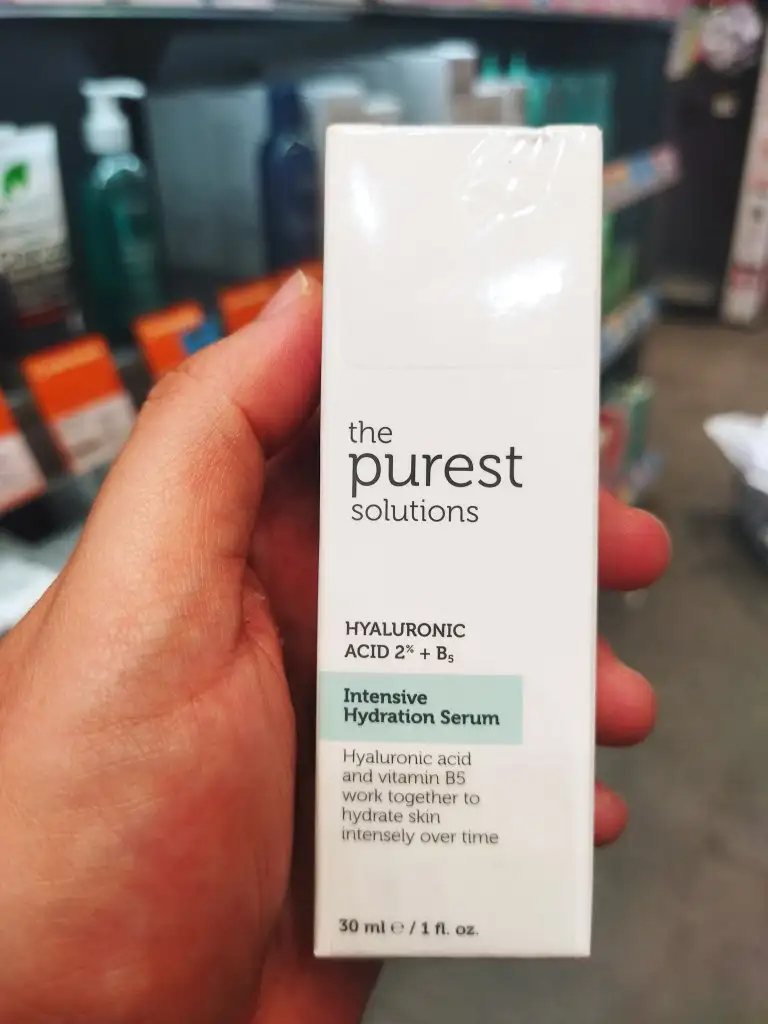 the
purest
solutions
HYALURONIC
ACID 2% + B₅
Intensive
Hydration Serum
Hyaluronic acid
and vitamin B5
work together to
hydrate skin
intensely over time
30 ml ℮ / 1 fl. oz.